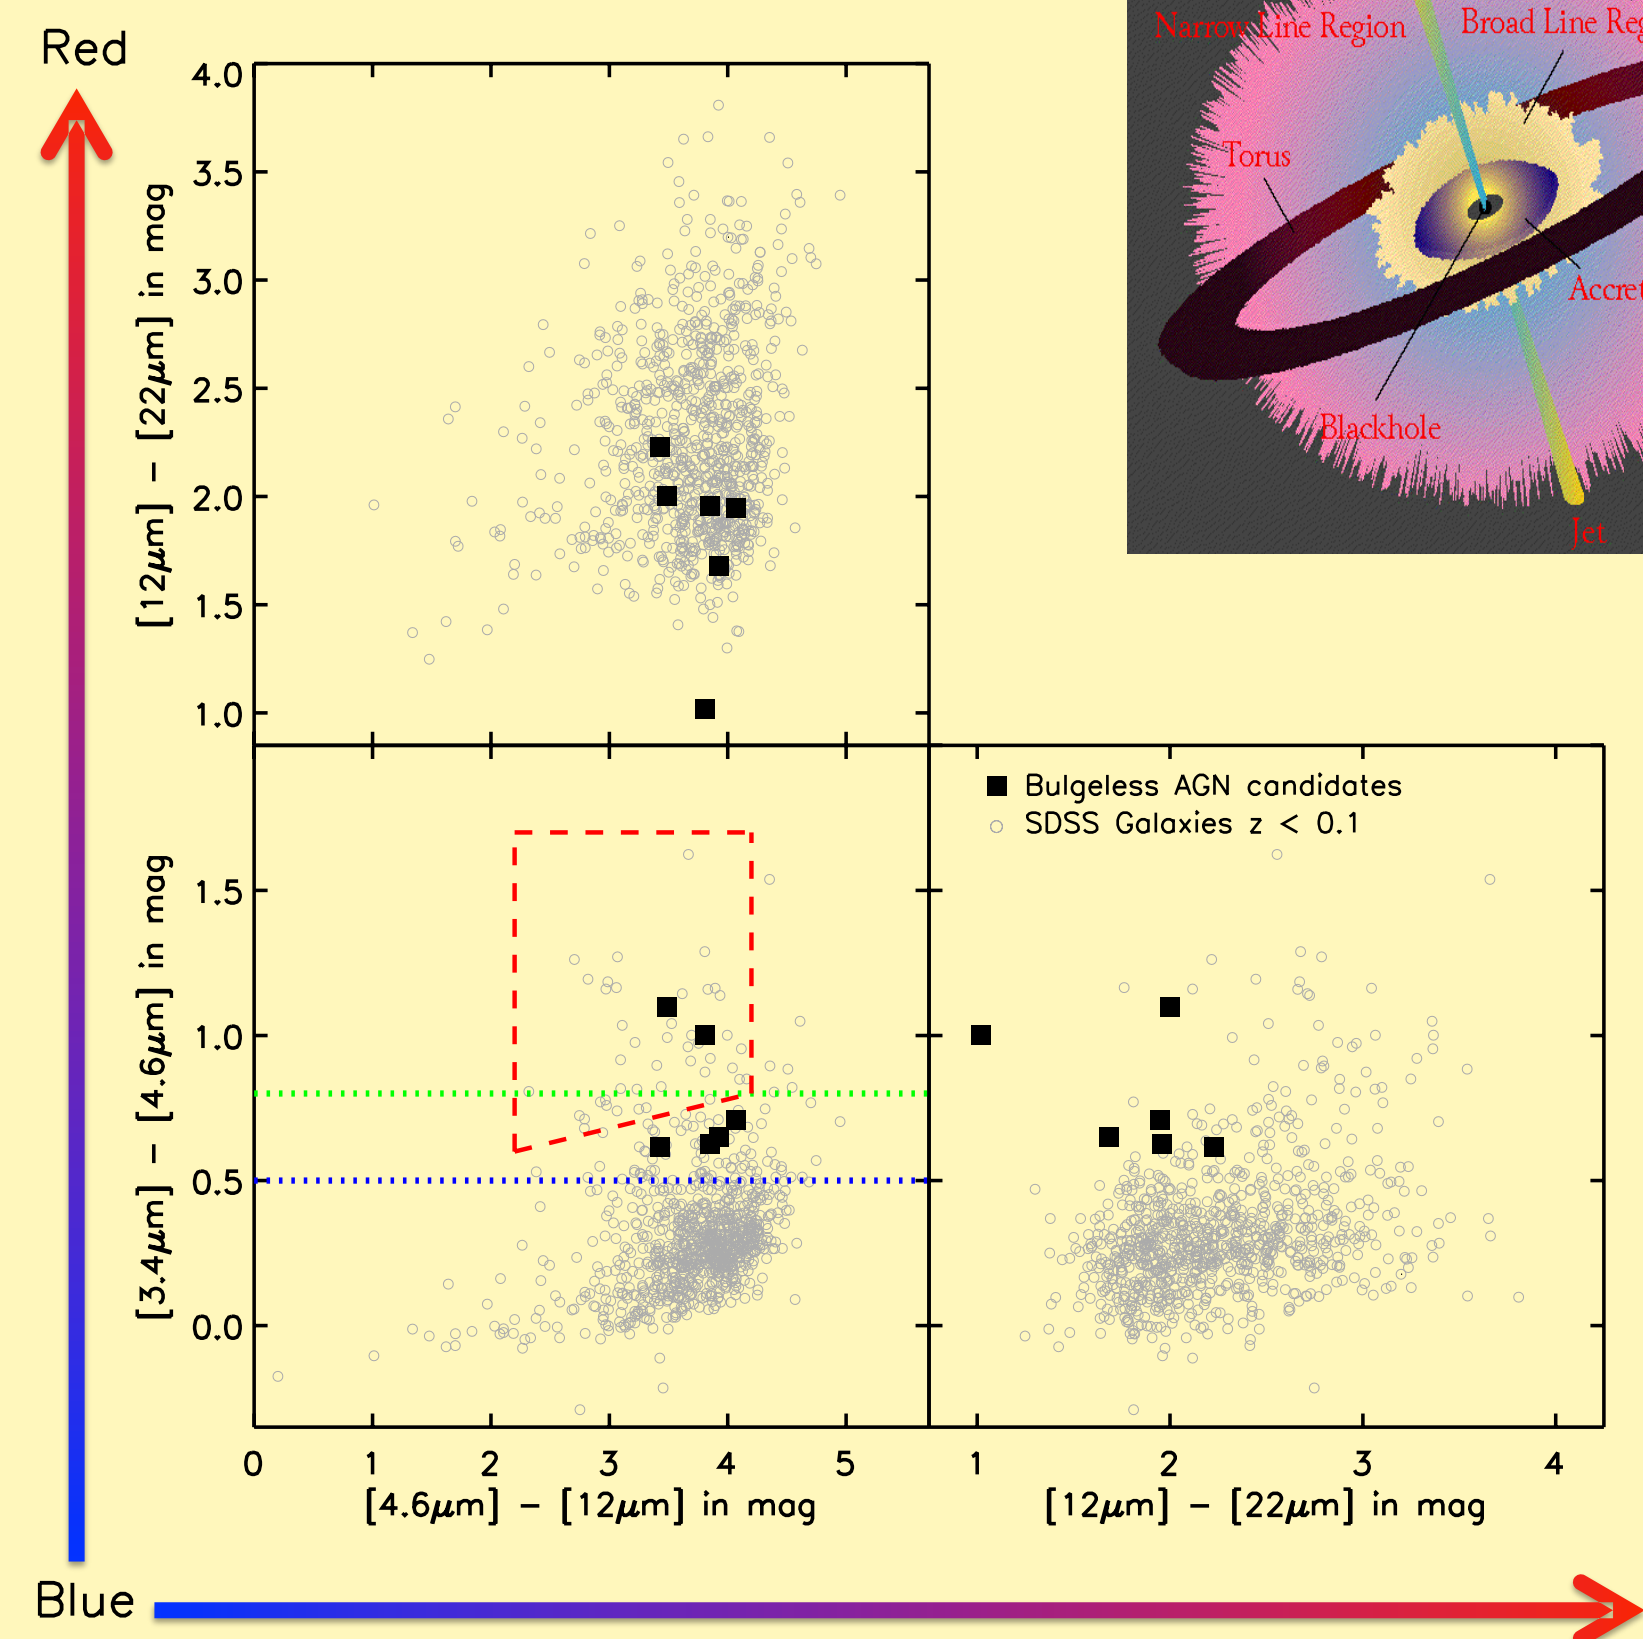 Red
Narrow Line Region
Broad Line Reg
Torus
Accret
Blackhole
Jet
4.0
3.5
3.0
2.5
2.0
1.5
1.0
[12μm] − [22μm] in mag
Bulgeless AGN candidates
SDSS Galaxies z < 0.1
1.5
1.0
0.5
0.0
[3.4μm] − [4.6μm] in mag
0 1 2 3 4 5
1 2 3 4
[4.6μm] − [12μm] in mag
[12μm] − [22μm] in mag
Blue